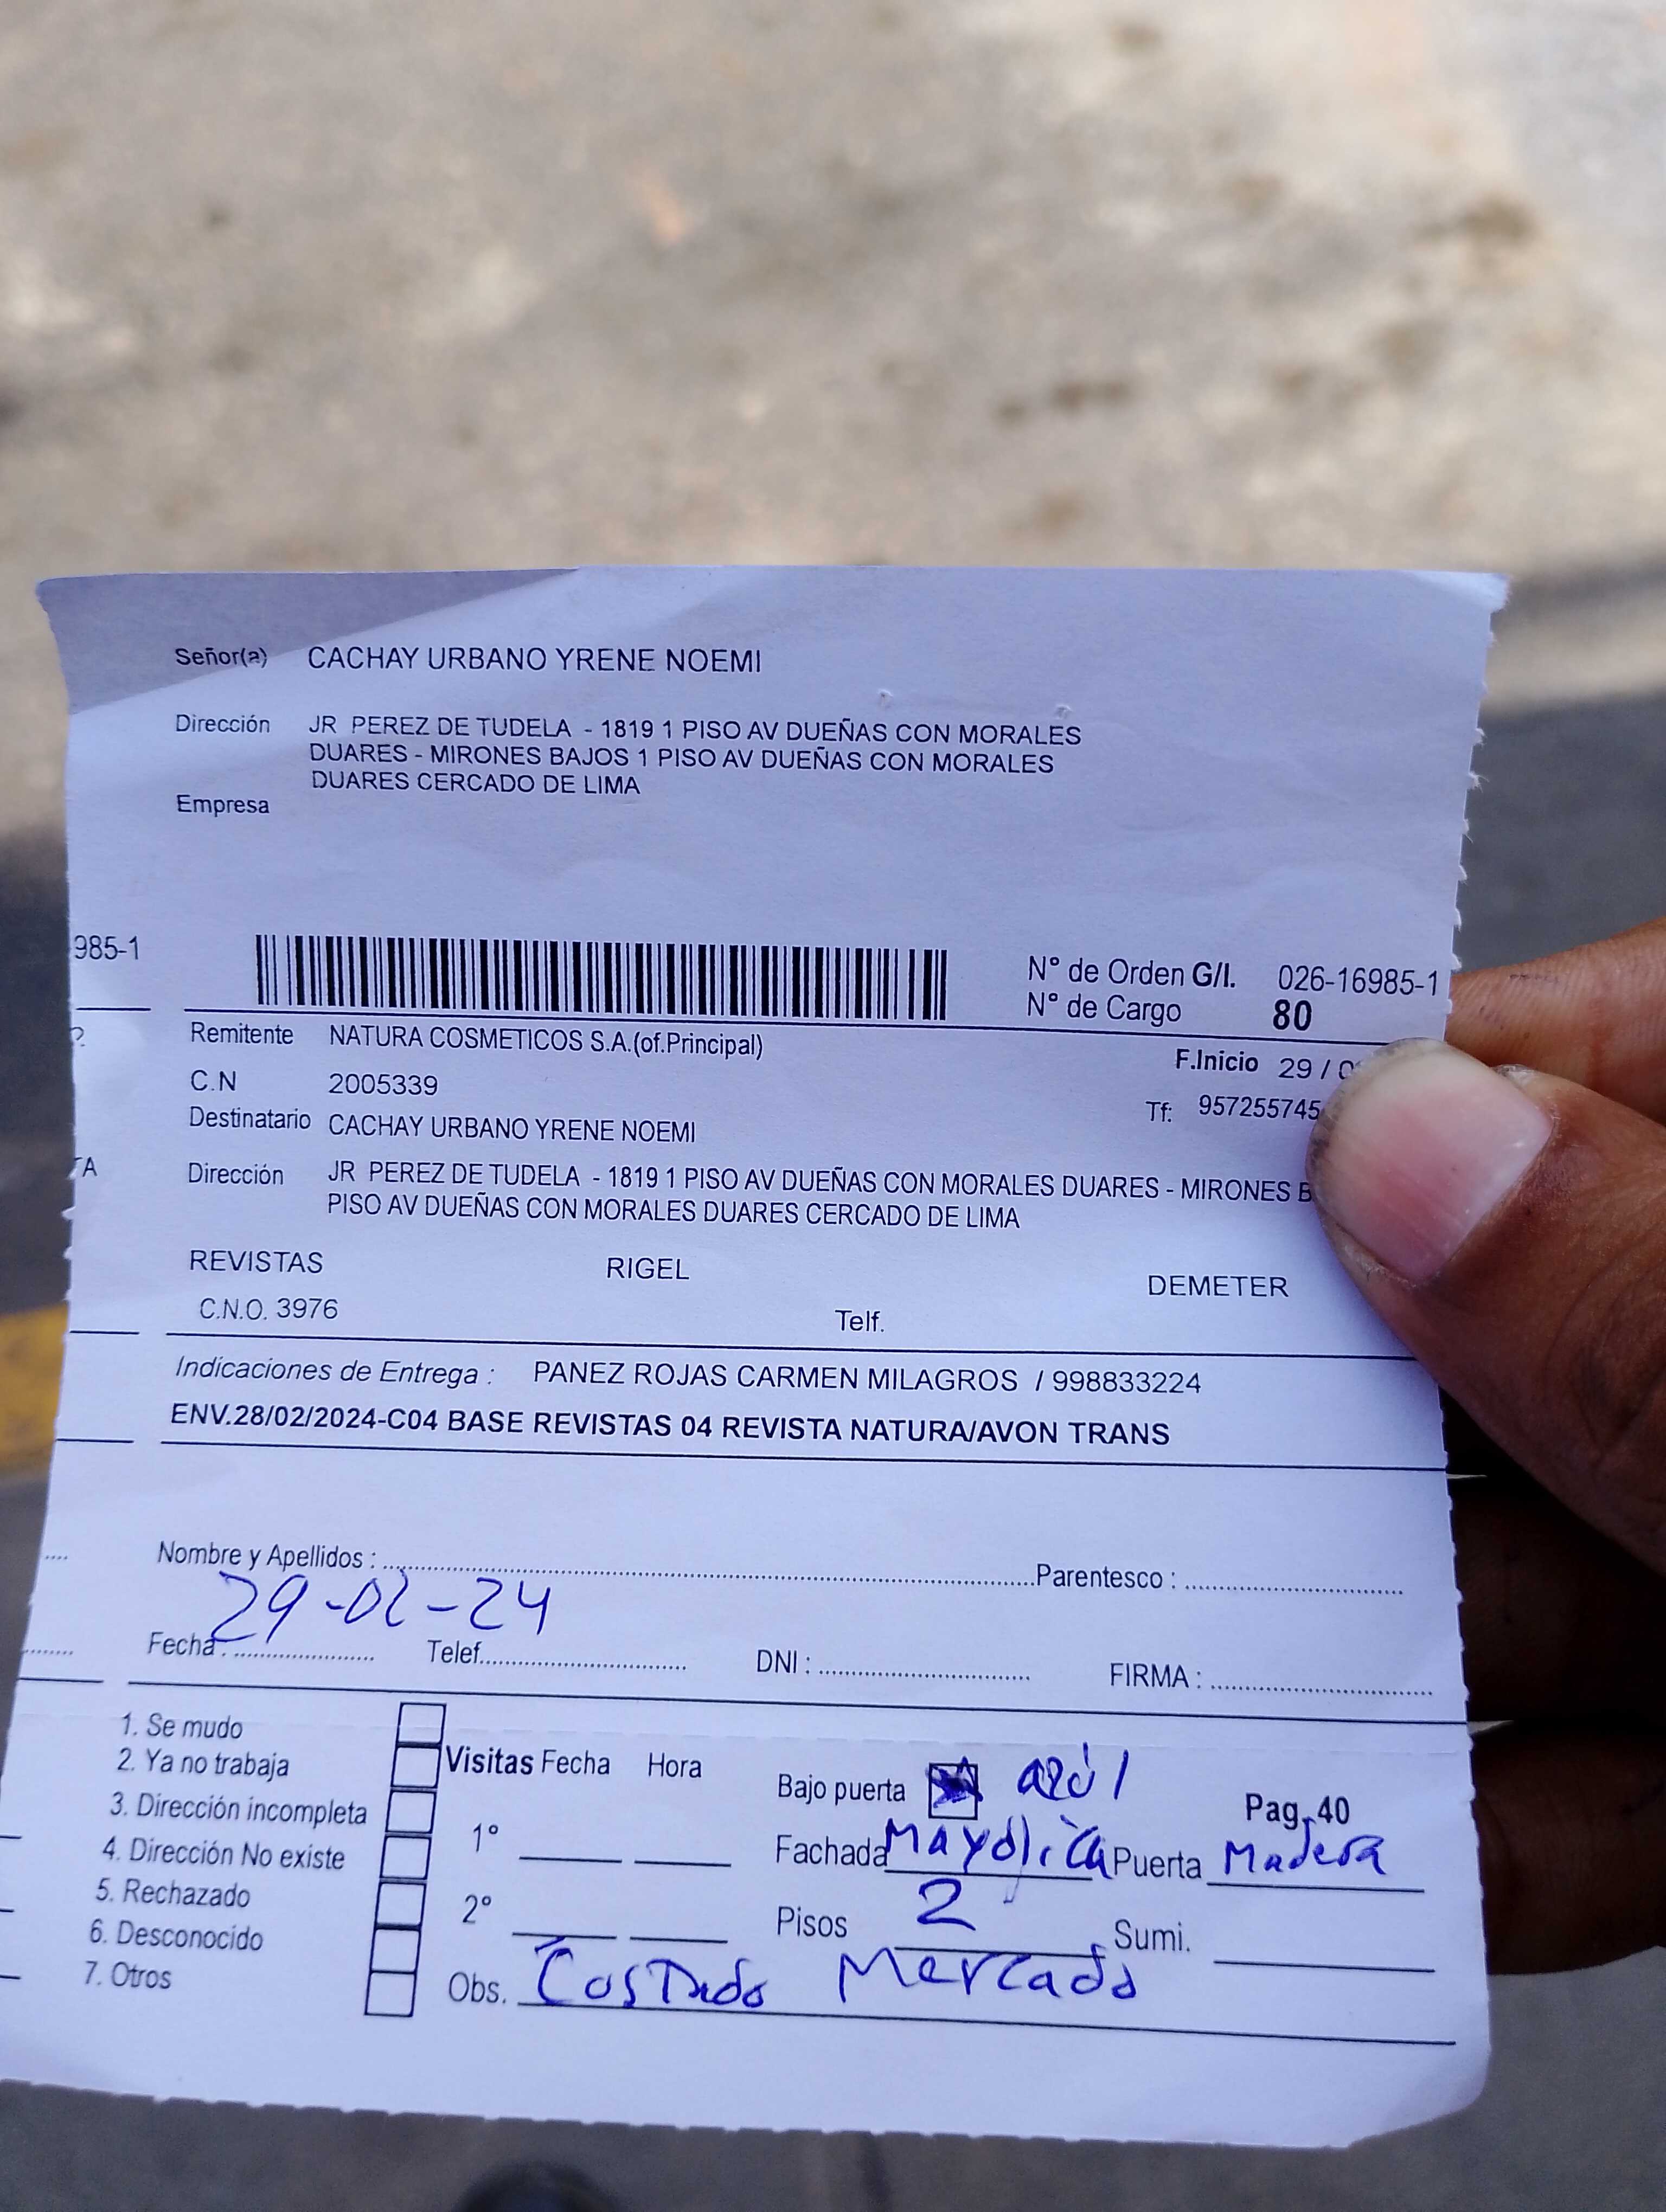 Señor(a) CACHAY URBANO YRENE NOEMI
Dirección JR PEREZ DE TUDELA - 1819 1 PISO AV DUEÑAS CON MORALES
DUARES - MIRONES BAJOS 1 PISO AV DUEÑAS CON MORALES
DUARES CERCADO DE LIMA
Empresa
985-1
N° de Orden G/I. 026-16985-1
N° de Cargo 80
Remitente NATURA COSMETICOS S.A.(of.Principal)
F.Inicio 29 / 0
C.N 2005339
Tf: 957255745
Destinatario CACHAY URBANO YRENE NOEMI
TA
Dirección JR PEREZ DE TUDELA - 1819 1 PISO AV DUEÑAS CON MORALES DUARES - MIRONES B
PISO AV DUEÑAS CON MORALES DUARES CERCADO DE LIMA
REVISTAS RIGEL DEMETER
C.N.O. 3976 Telf.
Indicaciones de Entrega : PANEZ ROJAS CARMEN MILAGROS / 998833224
ENV.28/02/2024-C04 BASE REVISTAS 04 REVISTA NATURA/AVON TRANS
Nombre y Apellidos : Parentesco :
29-02-24
Fecha : Telef. DNI : FIRMA :
1. Se mudo
2. Ya no trabaja
3. Dirección incompleta
4. Dirección No existe
5. Rechazado
6. Desconocido
7. Otros
Visitas Fecha Hora
1°
2°
Bajo puerta azúl Pag. 40
Fachada Mayólica Puerta Madera
Pisos 2 Sumi.
Obs. Costado Mercado